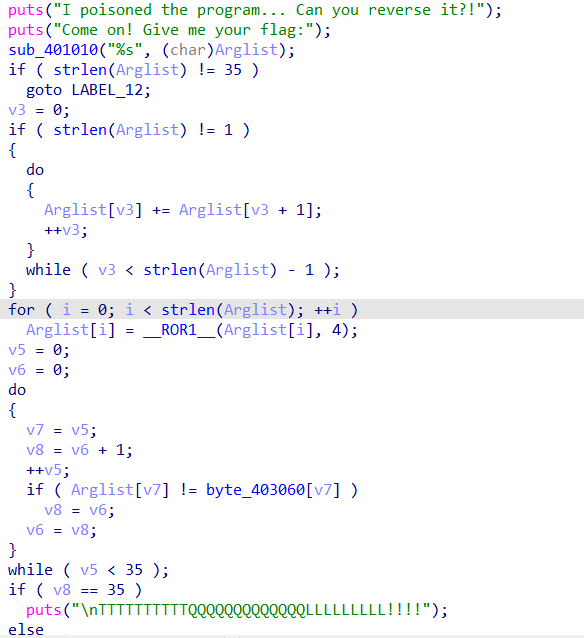 puts("I poisoned the program... Can you reverse it?!");
puts("Come on! Give me your flag:");
sub_401010("%s", (char)Arglist);
if ( strlen(Arglist) != 35 )
goto LABEL_12;
v3 = 0;
if ( strlen(Arglist) != 1 )
{
do
{
Arglist[v3] += Arglist[v3 + 1];
++v3;
}
while ( v3 < strlen(Arglist) - 1 );
}
for ( i = 0; i < strlen(Arglist); ++i )
Arglist[i] = __ROR1__(Arglist[i], 4);
v5 = 0;
v6 = 0;
do
{
v7 = v5;
v8 = v6 + 1;
++v5;
if ( Arglist[v7] != byte_403060[v7] )
v8 = v6;
v6 = v8;
}
while ( v5 < 35 );
if ( v8 == 35 )
puts("\nTTTTTTTTTTQQQQQQQQQQQQQLLLLLLLLL!!!!");
else